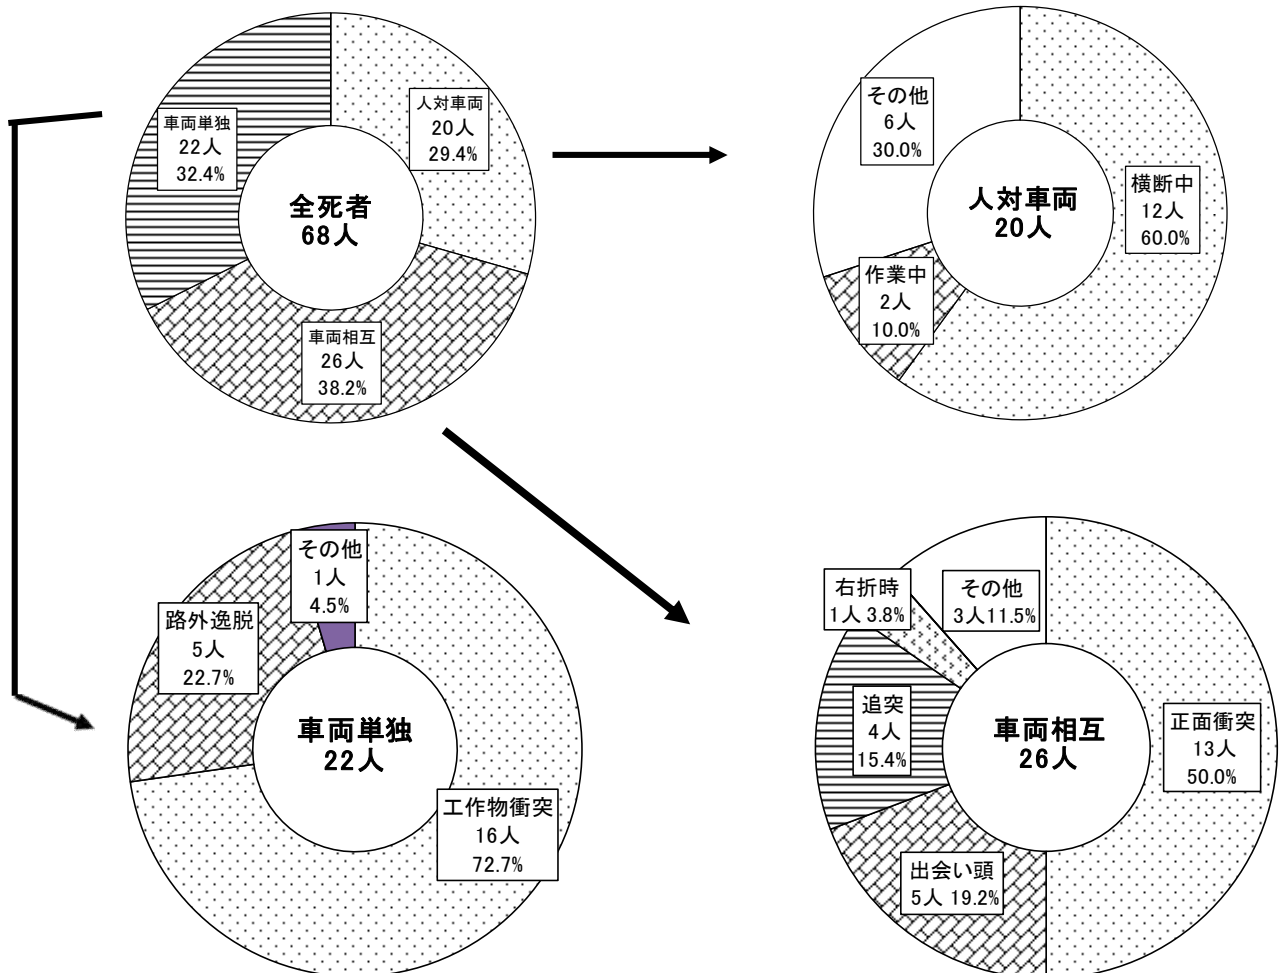 車両単独
22人
32.4%
人対車両
20人
29.4%
全死者
68人
車両相互
26人
38.2%
その他
6人
30.0%
横断中
12人
60.0%
人対車両
20人
作業中
2人
10.0%
その他
1人
4.5%
路外逸脱
5人
22.7%
車両単独
22人
工作物衝突
16人
72.7%
右折時
1人 3.8%
その他
3人11.5%
追突
4人
15.4%
車両相互
26人
正面衝突
13人
50.0%
出会い頭
5人 19.2%